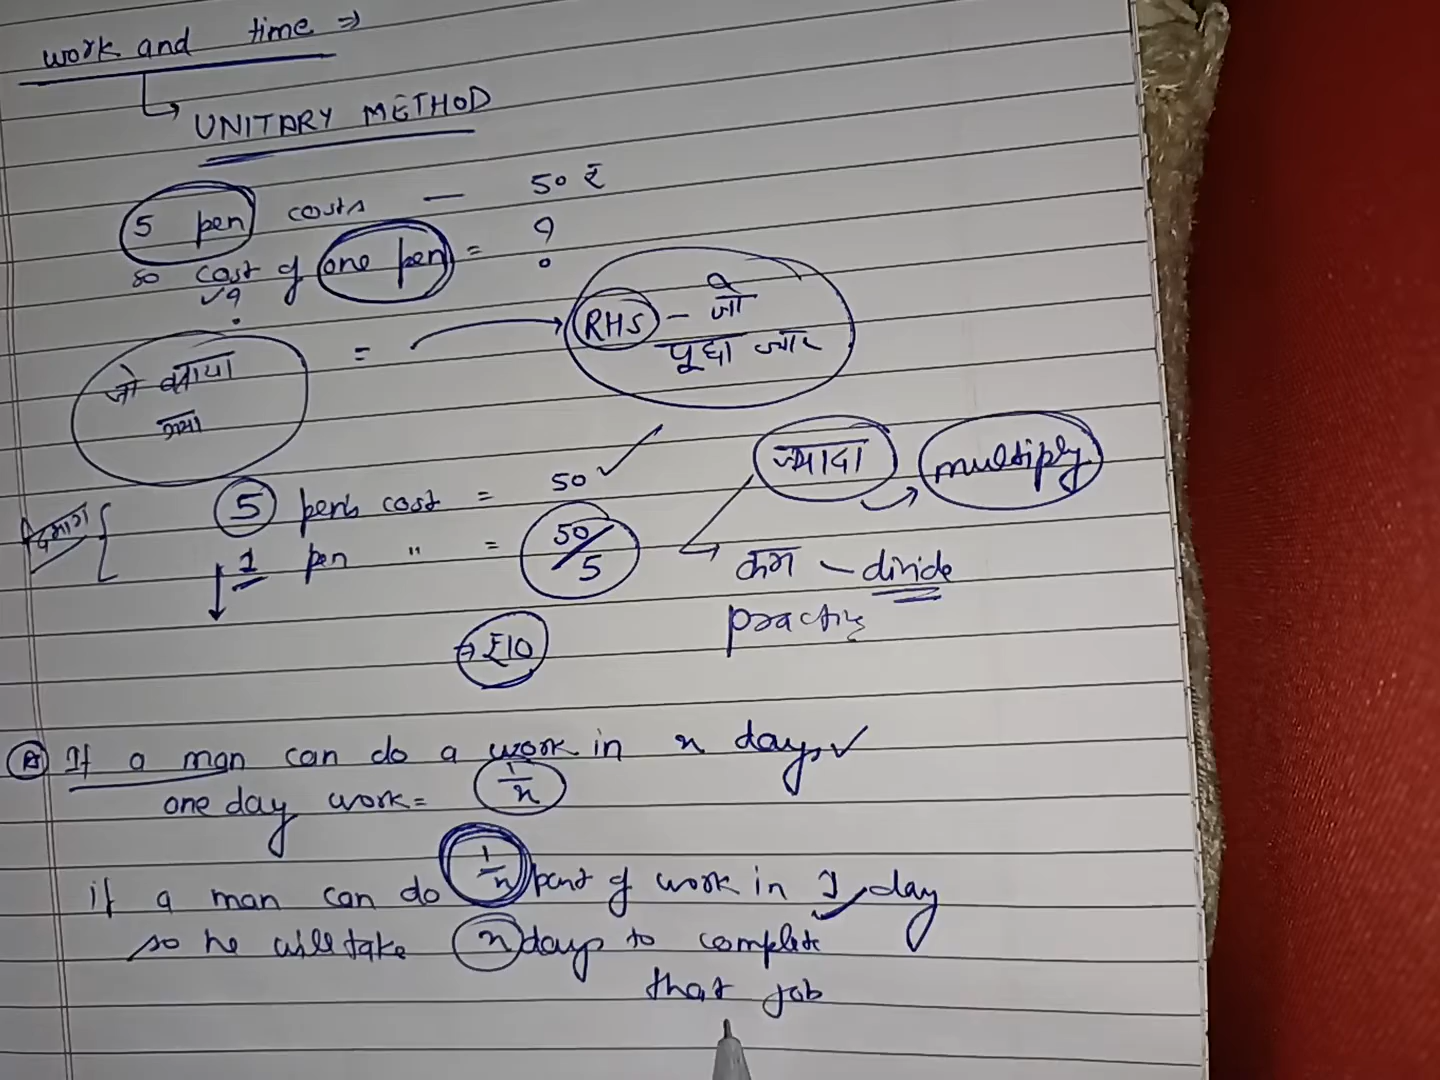 work and time ⇒
UNITARY METHOD
5 pen costs — 50 ₹
so cost of one pen = ?
?
जो बताया = RHS - जो
गया पूछा जाए
ज्यादा → multiply
5 pens cost = 50 ✓
दिमाग { 1 pen " = 50/5 कम - divide
⇒ ₹10
If a man can do a work in n days ✓
one day work = 1/n
if a man can do 1/n part of work in 1 day
so he will take n days to complete
that job